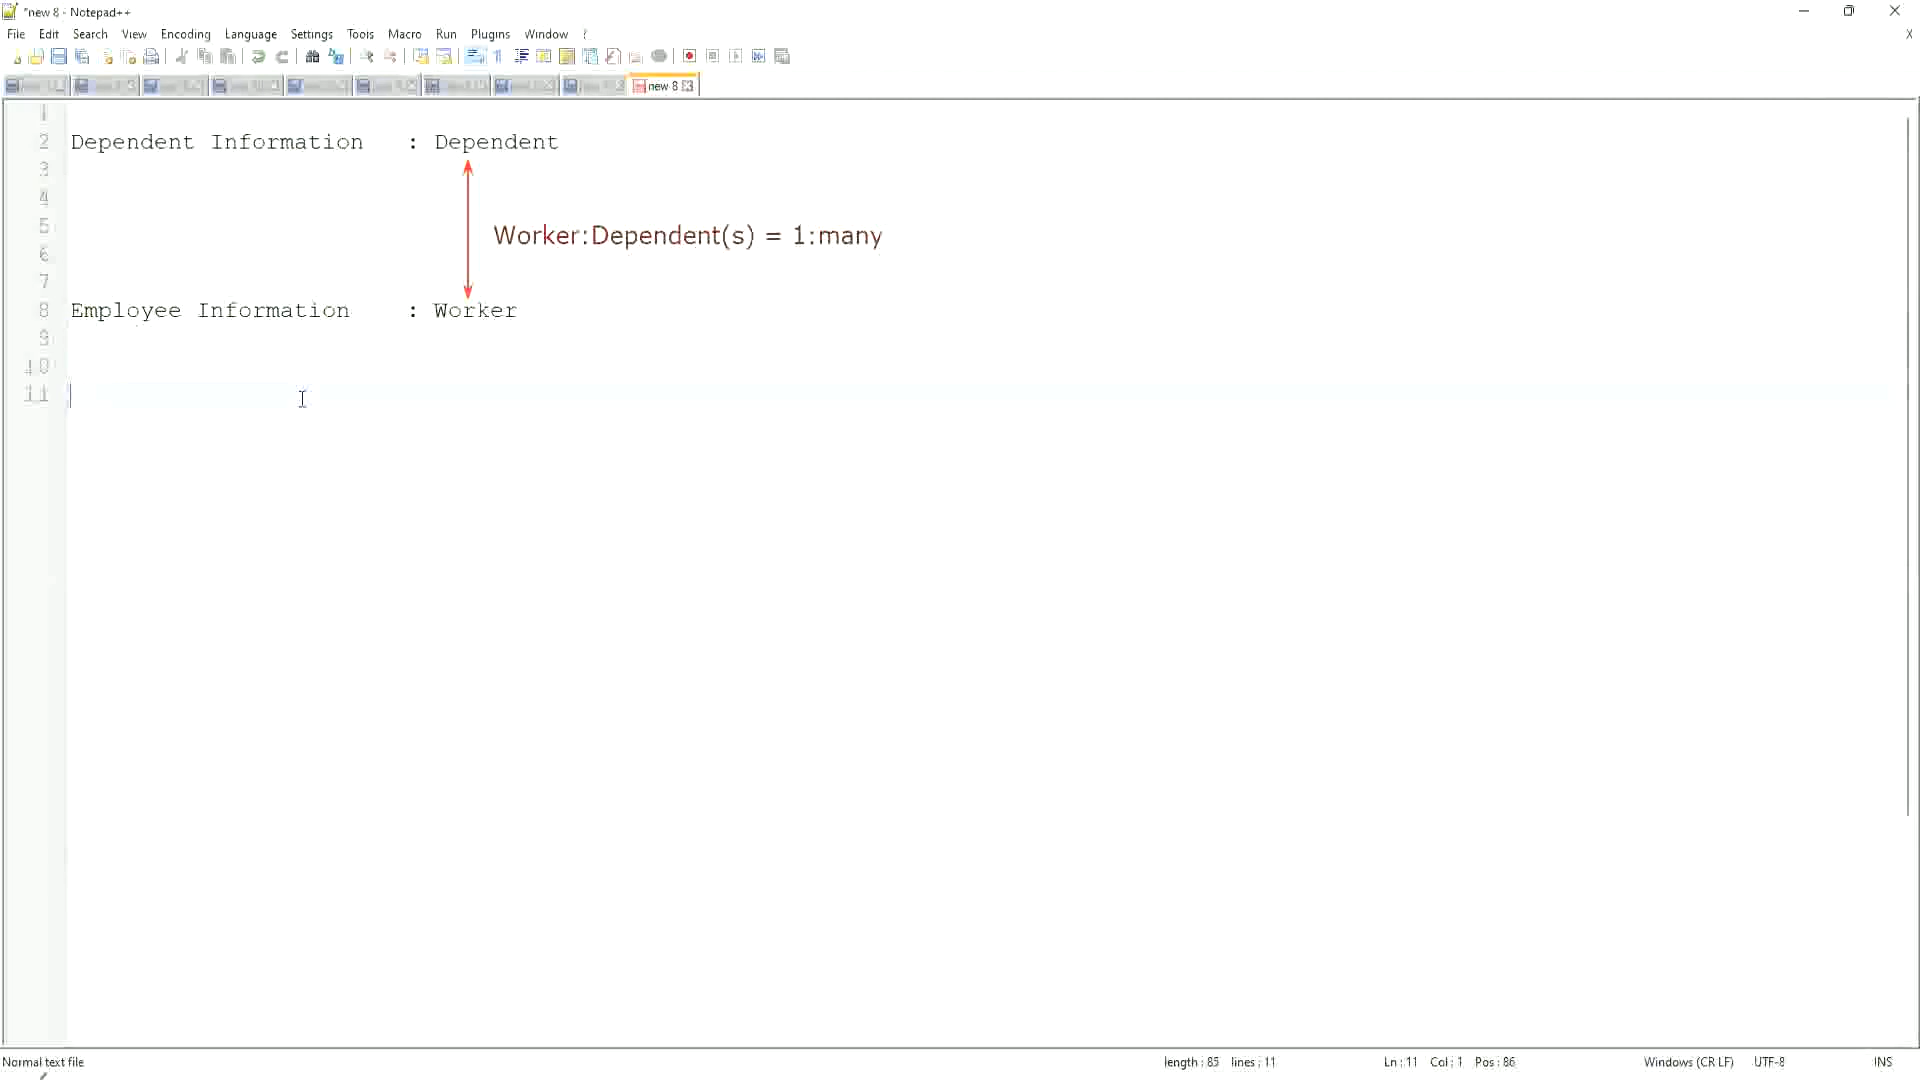 *new 8 - Notepad++
File Edit Search View Encoding Language Settings Tools Macro Run Plugins Window ?
X
new 8
1
2 Dependent Information : Dependent
3
4
5 Worker:Dependent(s) = 1:many
6
7
8 Employee Information : Worker
9
10
11
Normal text file length : 85 lines : 11 Ln : 11 Col : 1 Pos : 86 Windows (CR LF) UTF-8 INS